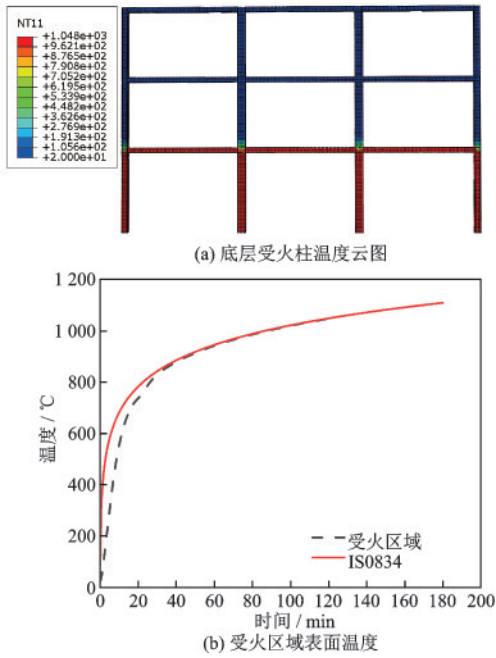 NT11
+1.048e+03
+9.621e+02
+8.765e+02
+7.908e+02
+7.052e+02
+6.195e+02
+5.339e+02
+4.482e+02
+3.626e+02
+2.769e+02
+1.913e+02
+1.056e+02
+2.000e+01
(a) 底层受火柱温度云图
1 200
1 000
800
600
400
200
0
温度 / ℃
受火区域
IS0834
0 20 40 60 80 100 120 140 160 180 200
时间 / min
(b) 受火区域表面温度